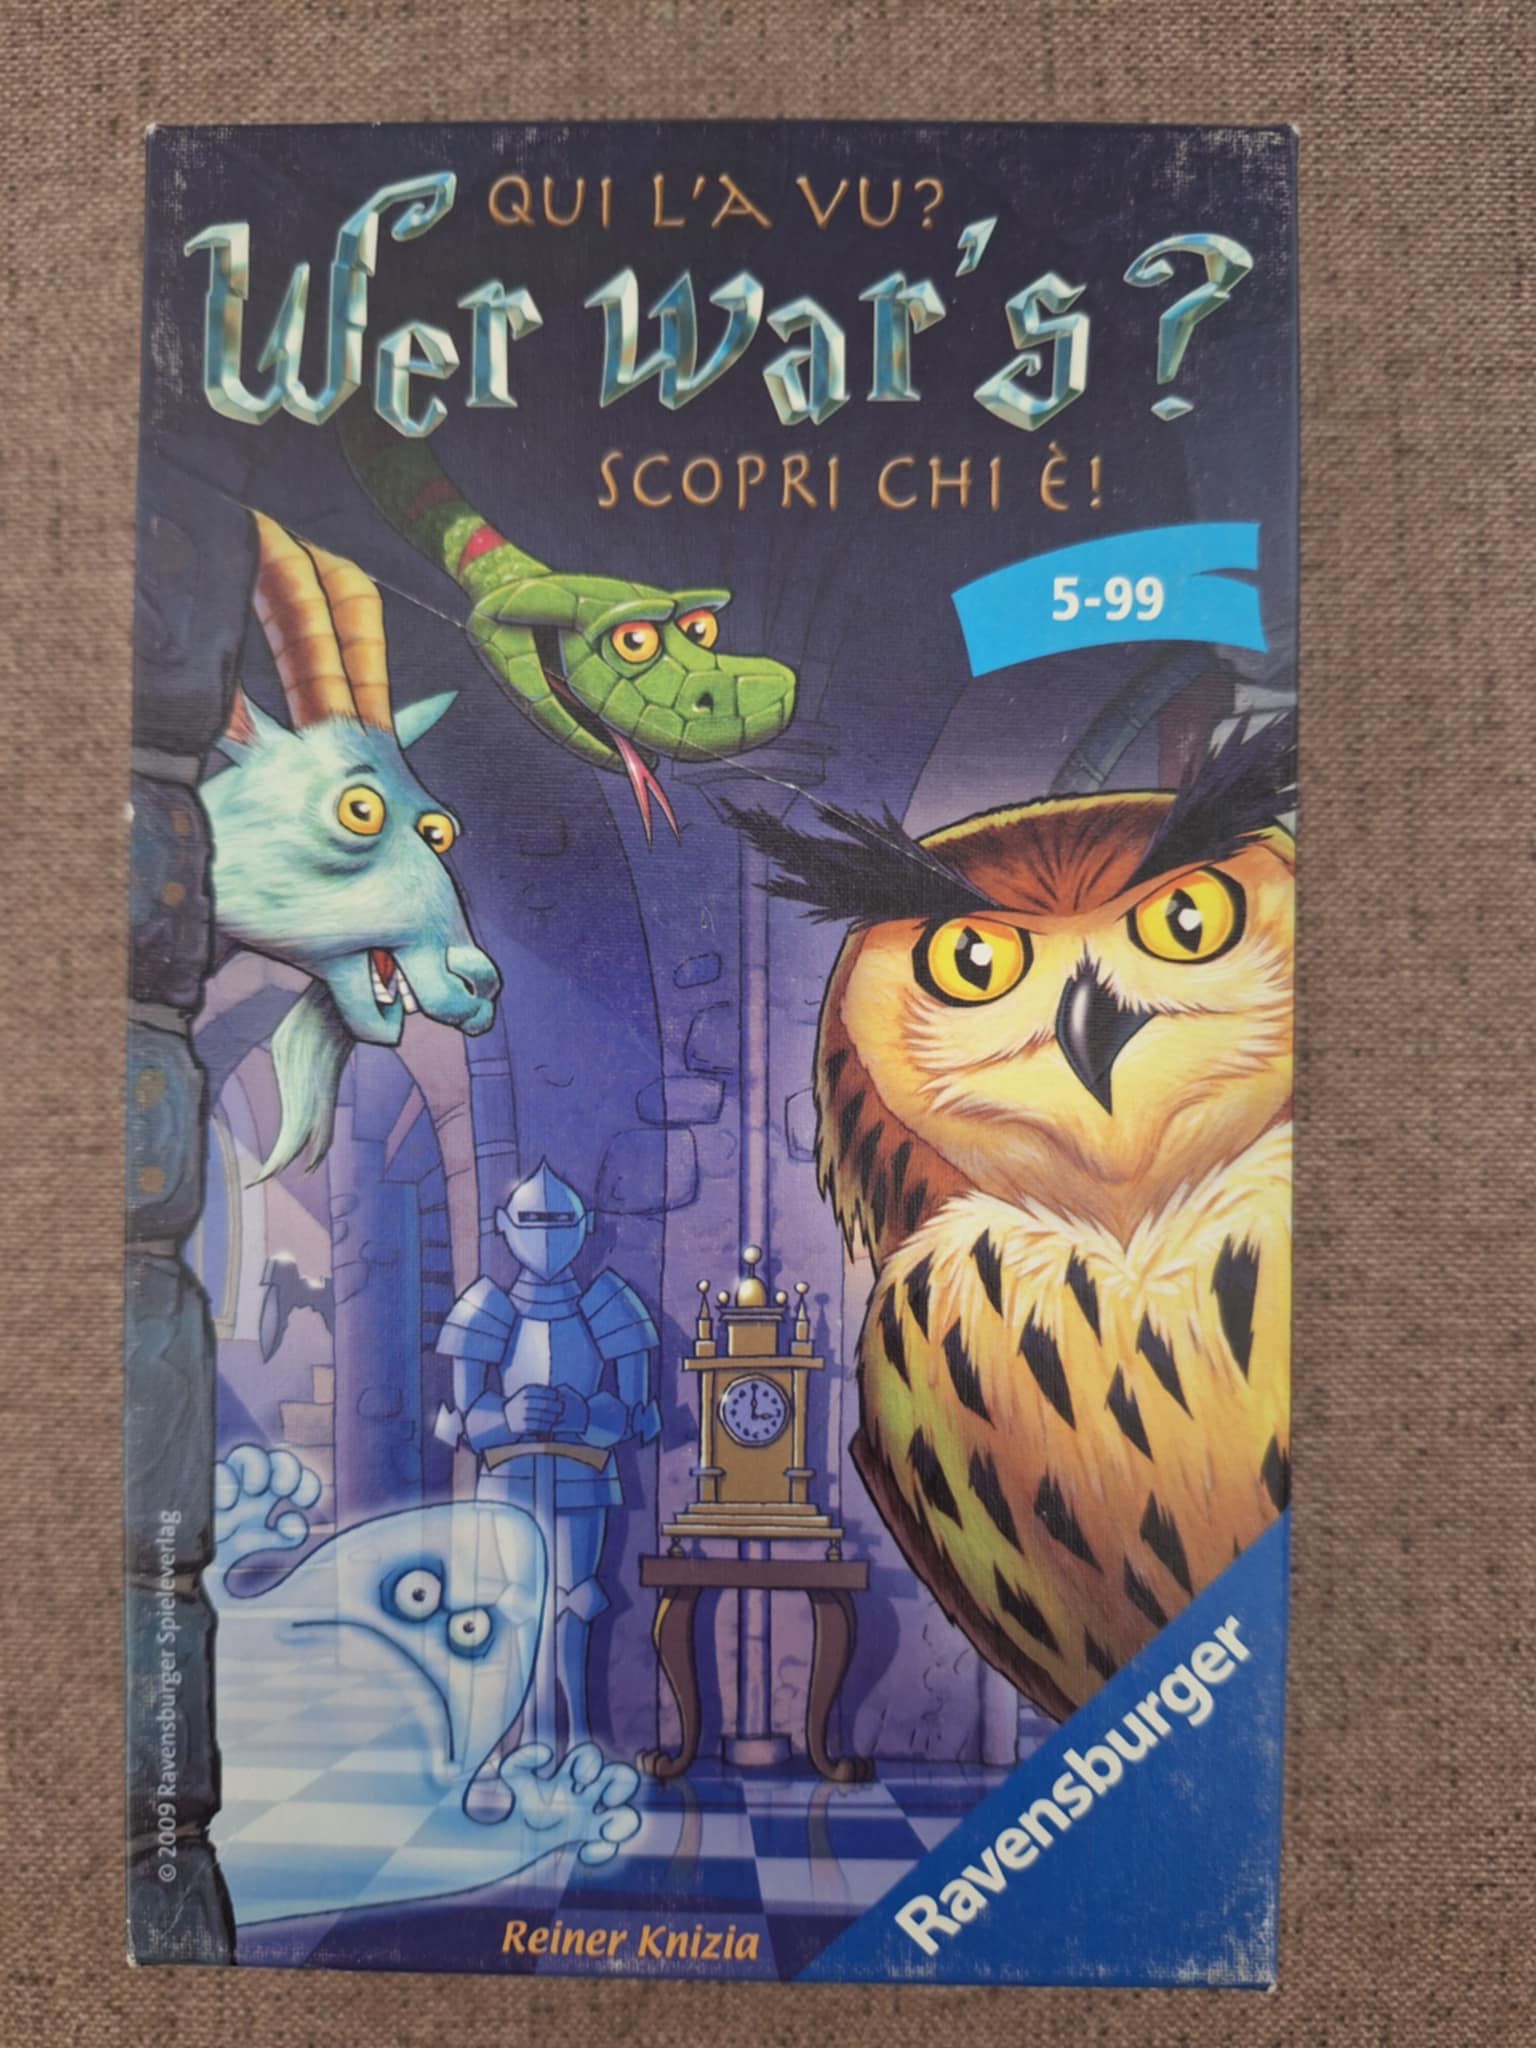 QUI L'A VU?
Wer war's?
SCOPRI CHI È!
5-99
© 2009 Ravensburger Spieleverlag
Reiner Knizia
Ravensburger